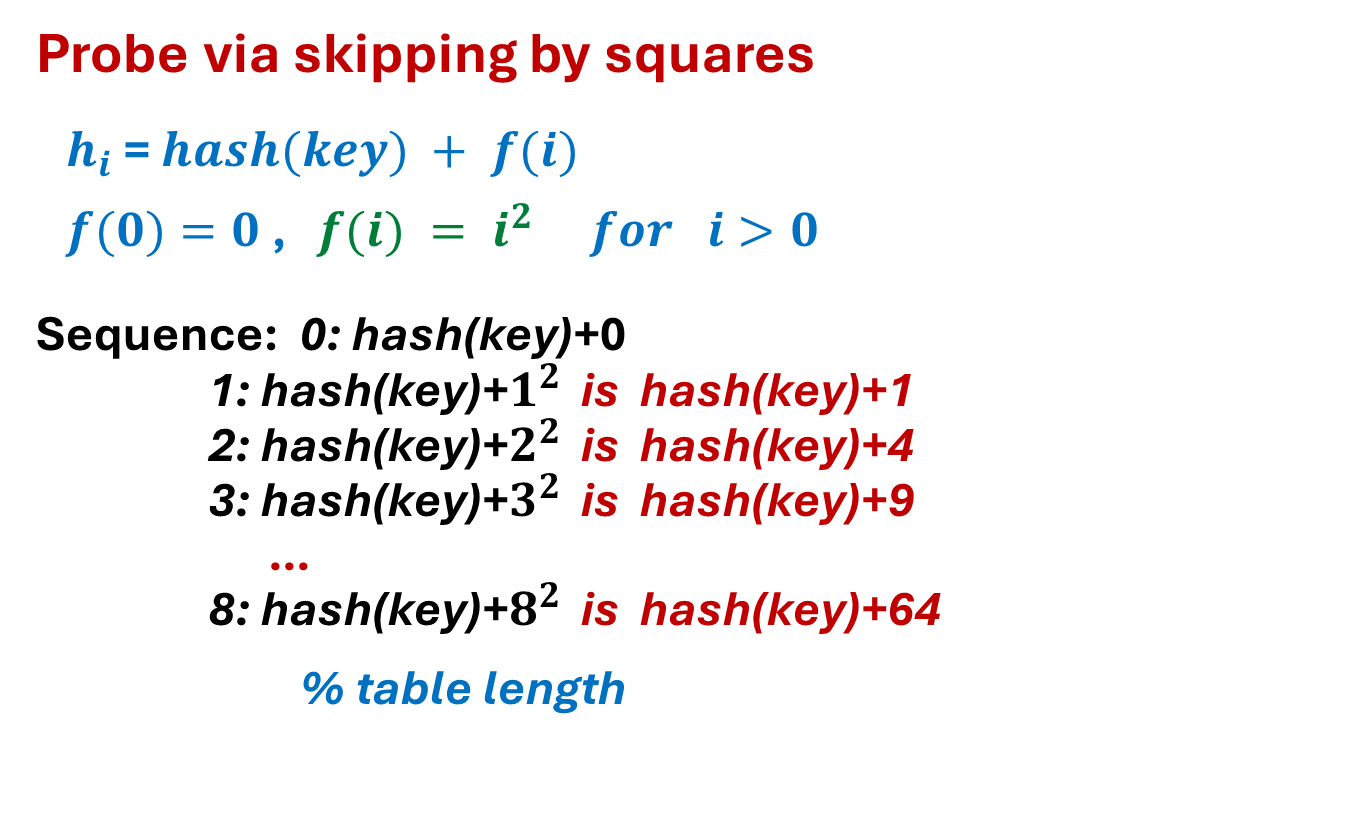 Probe via skipping by squares
hᵢ = hash(key) + f(i)
f(0) = 0 , f(i) = i² for i > 0
Sequence: 0: hash(key)+0
1: hash(key)+1² is hash(key)+1
2: hash(key)+2² is hash(key)+4
3: hash(key)+3² is hash(key)+9
...
8: hash(key)+8² is hash(key)+64
% table length